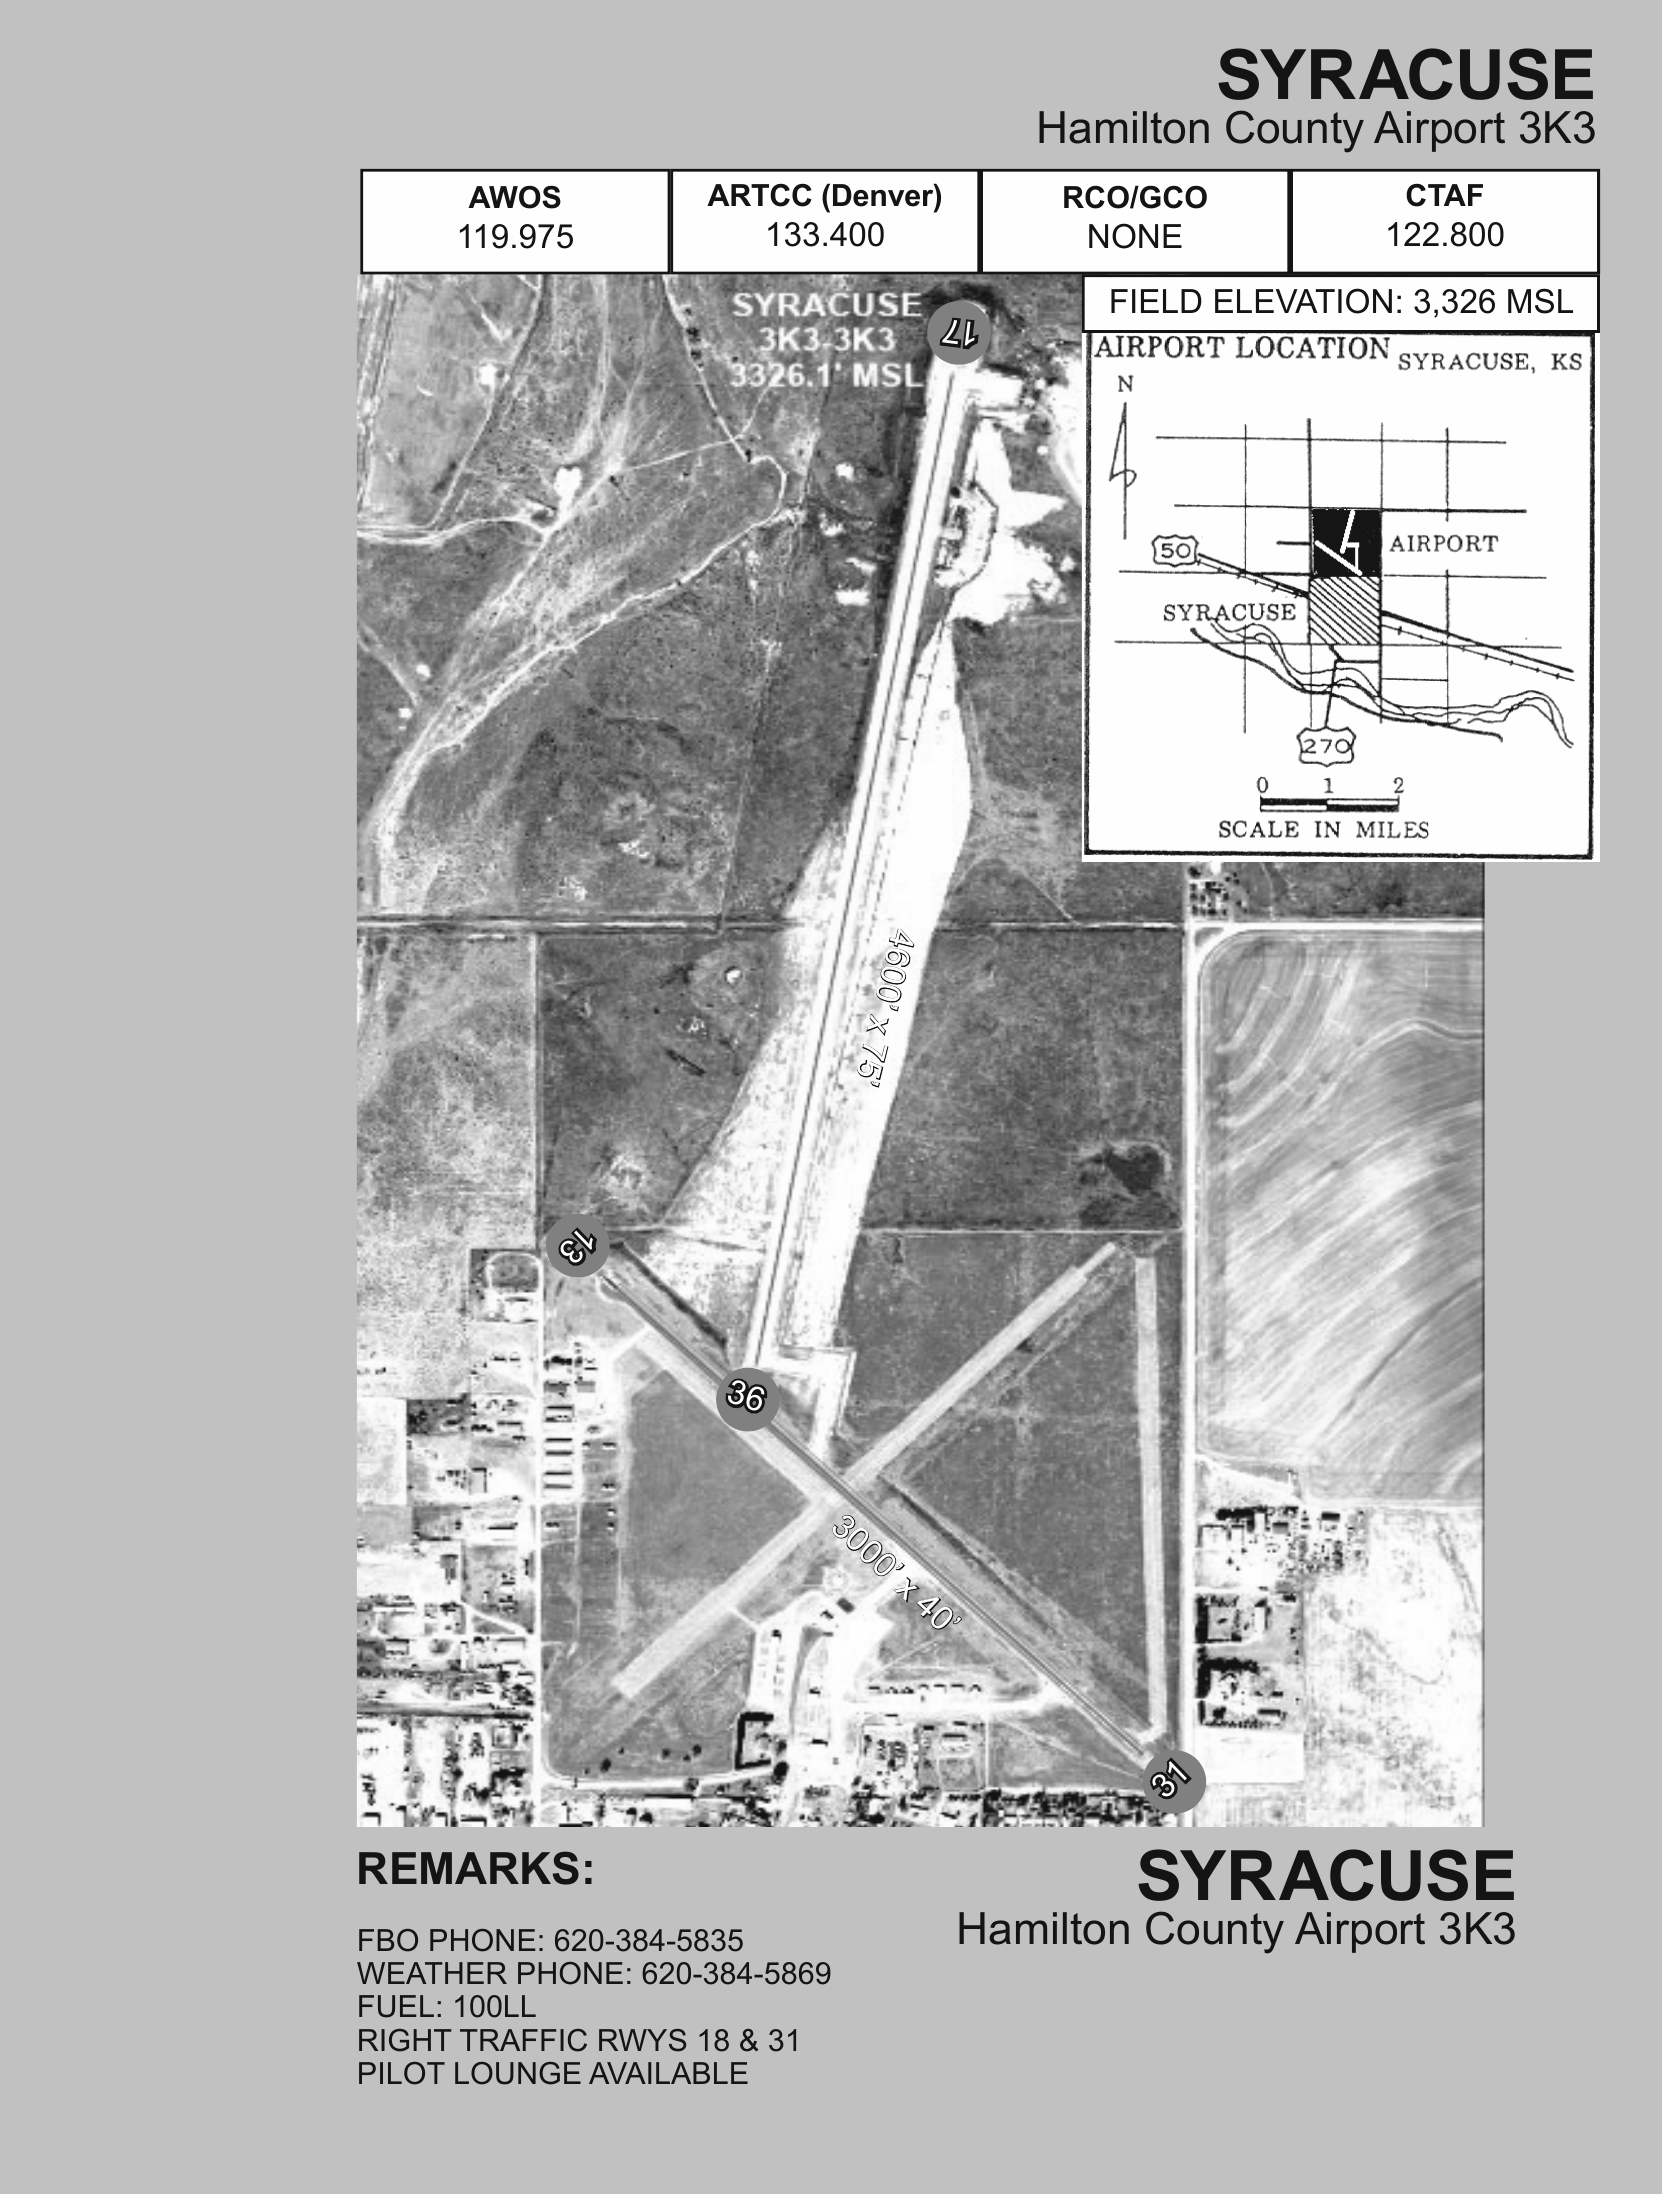 SYRACUSE
Hamilton County Airport 3K3
AWOS
119.975
ARTCC (Denver)
133.400
RCO/GCO
NONE
CTAF
122.800
FIELD ELEVATION: 3,326 MSL
SYRACUSE
3K3-3K3
3326.1' MSL
17
AIRPORT LOCATION
SYRACUSE, KS
N
50
AIRPORT
SYRACUSE
270
0 1 2
SCALE IN MILES
4600' x 75'
13
36
3000' x 40'
31
REMARKS:
FBO PHONE: 620-384-5835
WEATHER PHONE: 620-384-5869
FUEL: 100LL
RIGHT TRAFFIC RWYS 18 & 31
PILOT LOUNGE AVAILABLE
SYRACUSE
Hamilton County Airport 3K3